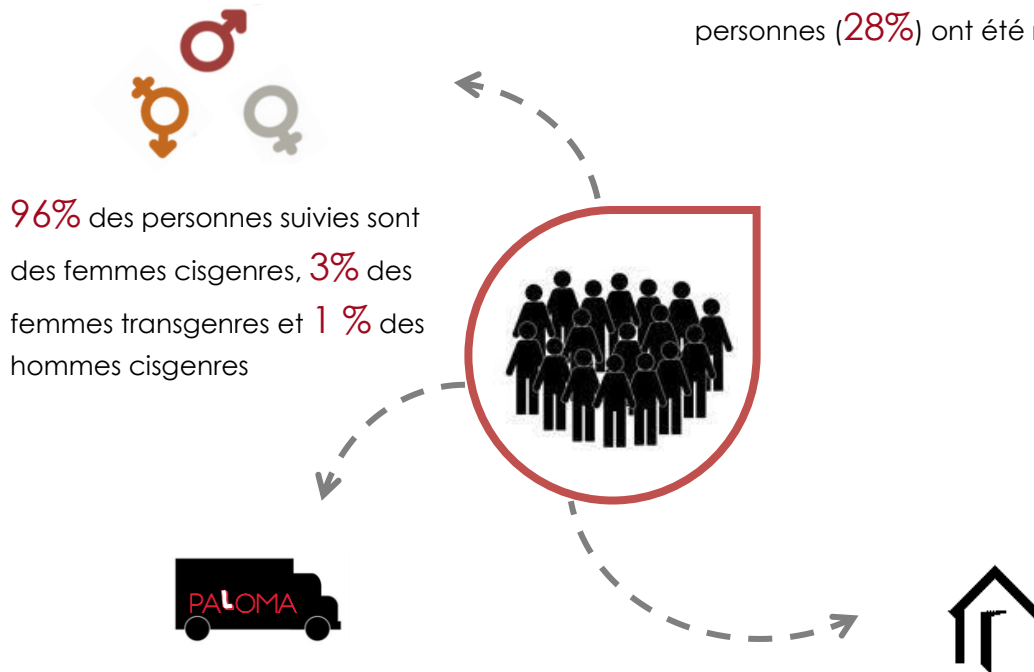 personnes (28%) ont été
96% des personnes suivies sont
des femmes cisgenres, 3% des
femmes transgenres et 1 % des
hommes cisgenres
PALOMA